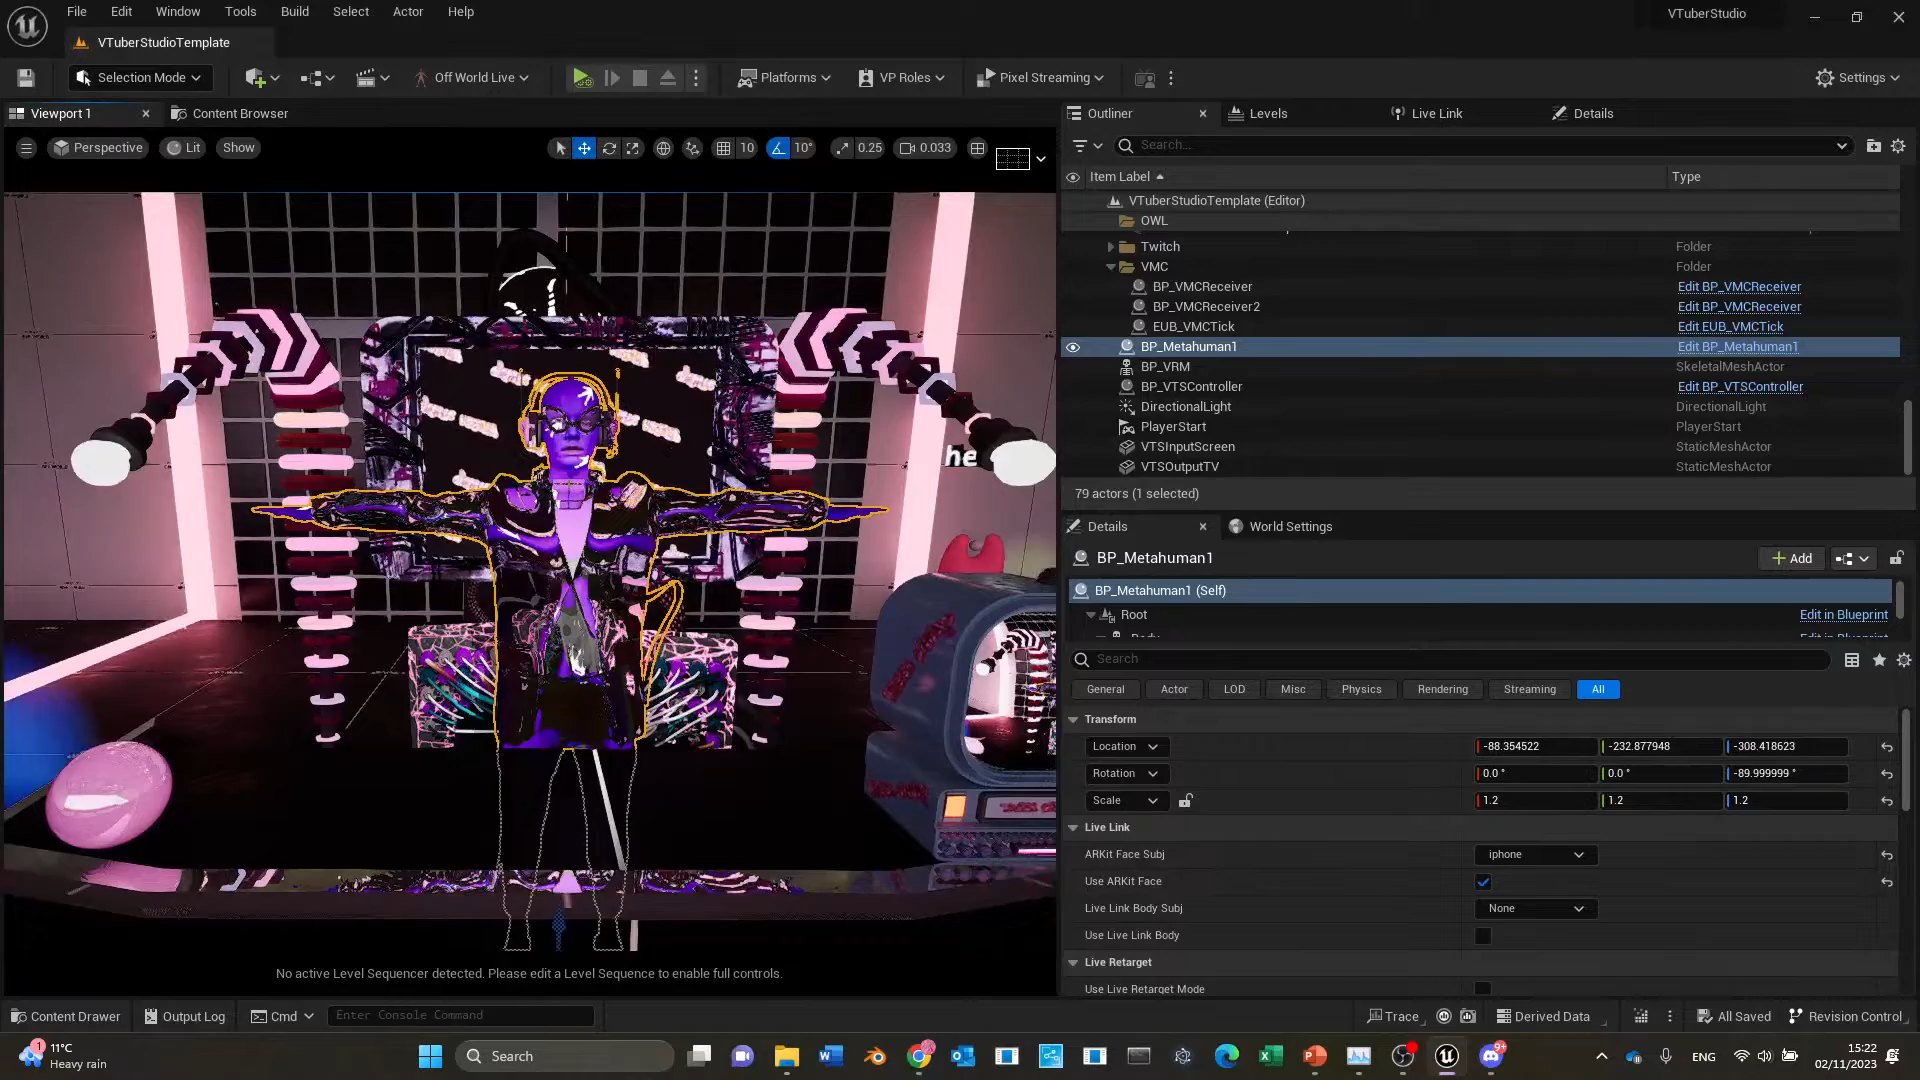 File Edit Window Tools Build Select Actor Help
VTuberStudio
VTuberStudioTemplate
Selection Mode
Off World Live
Platforms
VP Roles
Pixel Streaming
Settings
Viewport 1
Content Browser
Perspective
Lit
Show
10
10°
0.25
0.033
he
No active Level Sequencer detected. Please edit a Level Sequence to enable full controls.
Outliner
Levels
Live Link
Details
Search...
Item Label
Type
VTuberStudioTemplate (Editor)
OWL
Twitch Folder
VMC Folder
BP_VMCReceiver Edit BP_VMCReceiver
BP_VMCReceiver2 Edit BP_VMCReceiver
EUB_VMCTick Edit EUB_VMCTick
BP_Metahuman1 Edit BP_Metahuman1
BP_VRM SkeletalMeshActor
BP_VTSController Edit BP_VTSController
DirectionalLight DirectionalLight
PlayerStart PlayerStart
VTSInputScreen StaticMeshActor
VTSOutputTV StaticMeshActor
79 actors (1 selected)
Details
World Settings
BP_Metahuman1
Add
BP_Metahuman1 (Self)
Root Edit in Blueprint
Body Edit in Blueprint
Search
General Actor LOD Misc Physics Rendering Streaming All
Transform
Location -88.354522 -232.877948 -308.418623
Rotation 0.0 ° 0.0 ° -89.999999 °
Scale 1.2 1.2 1.2
Live Link
ARKit Face Subj iphone
Use ARKit Face
Live Link Body Subj None
Use Live Link Body
Live Retarget
Use Live Retarget Mode
Content Drawer
Output Log
Cmd
Enter Console Command
Trace
Derived Data
All Saved
Revision Control
1
11°C
Heavy rain
Search
9+
ENG
15:22
02/11/2023